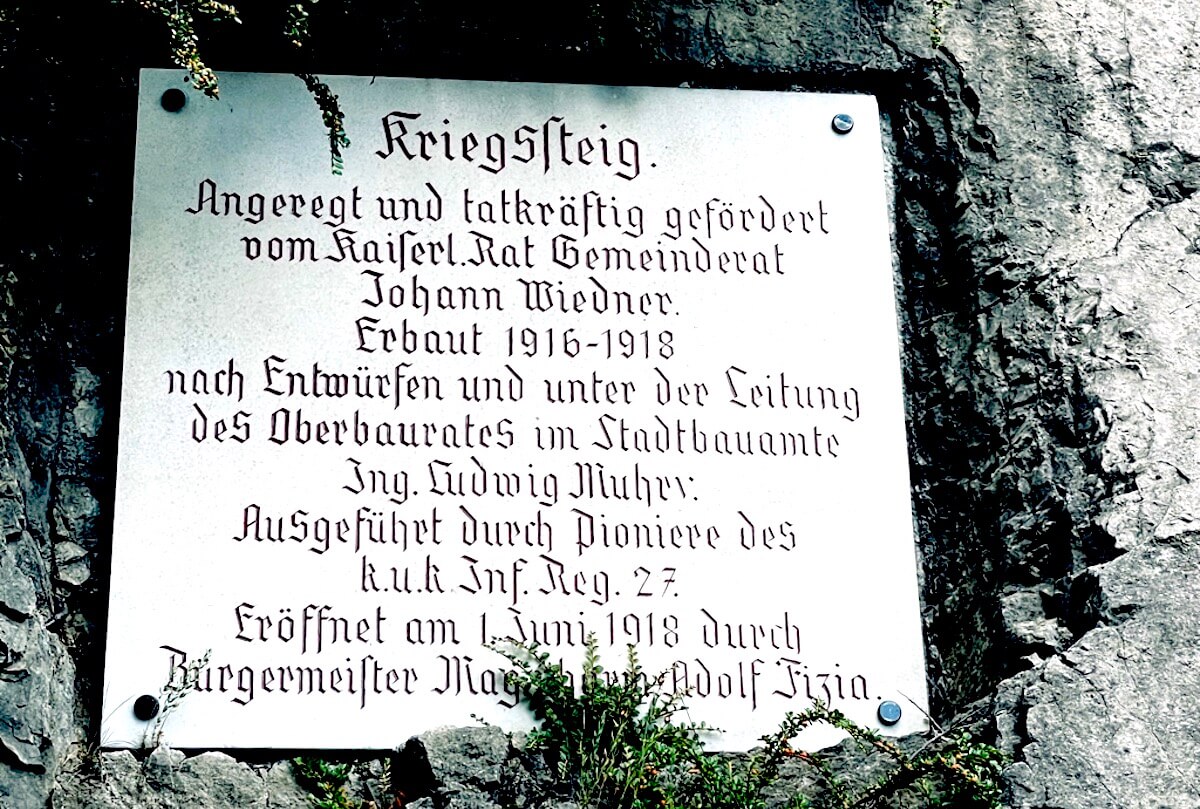 Kriegssteig.
Angeregt und tatkräftig gefördert
vom Kaiserl. Rat Gemeinderat
Johann Wiedner.
Erbaut 1916-1918
nach Entwürfen und unter der Leitung
des Oberbaurates im Stadtbauamte
Ing. Ludwig Muhry.
Ausgeführt durch Pioniere des
k.u.k. Inf. Reg. 27.
Eröffnet am 1. Juni 1918 durch
Bürgermeister Adolf Fizia.